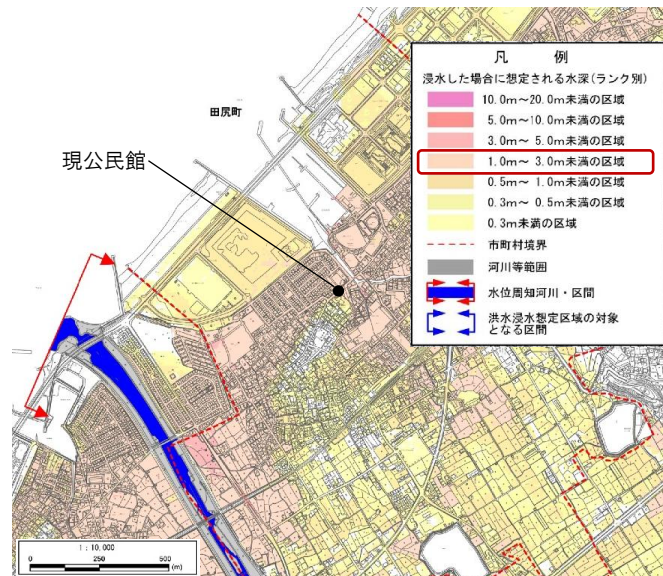 田尻町
現公民館
凡 例
浸水した場合に想定される水深(ランク別)
10.0m~20.0m未満の区域
5.0m~10.0m未満の区域
3.0m~ 5.0m未満の区域
1.0m~ 3.0m未満の区域
0.5m~ 1.0m未満の区域
0.3m~ 0.5m未満の区域
0.3m未満の区域
市町村境界
河川等範囲
水位周知河川・区間
洪水浸水想定区域の対象
となる区間
1:10,000
0 250 500
(m)